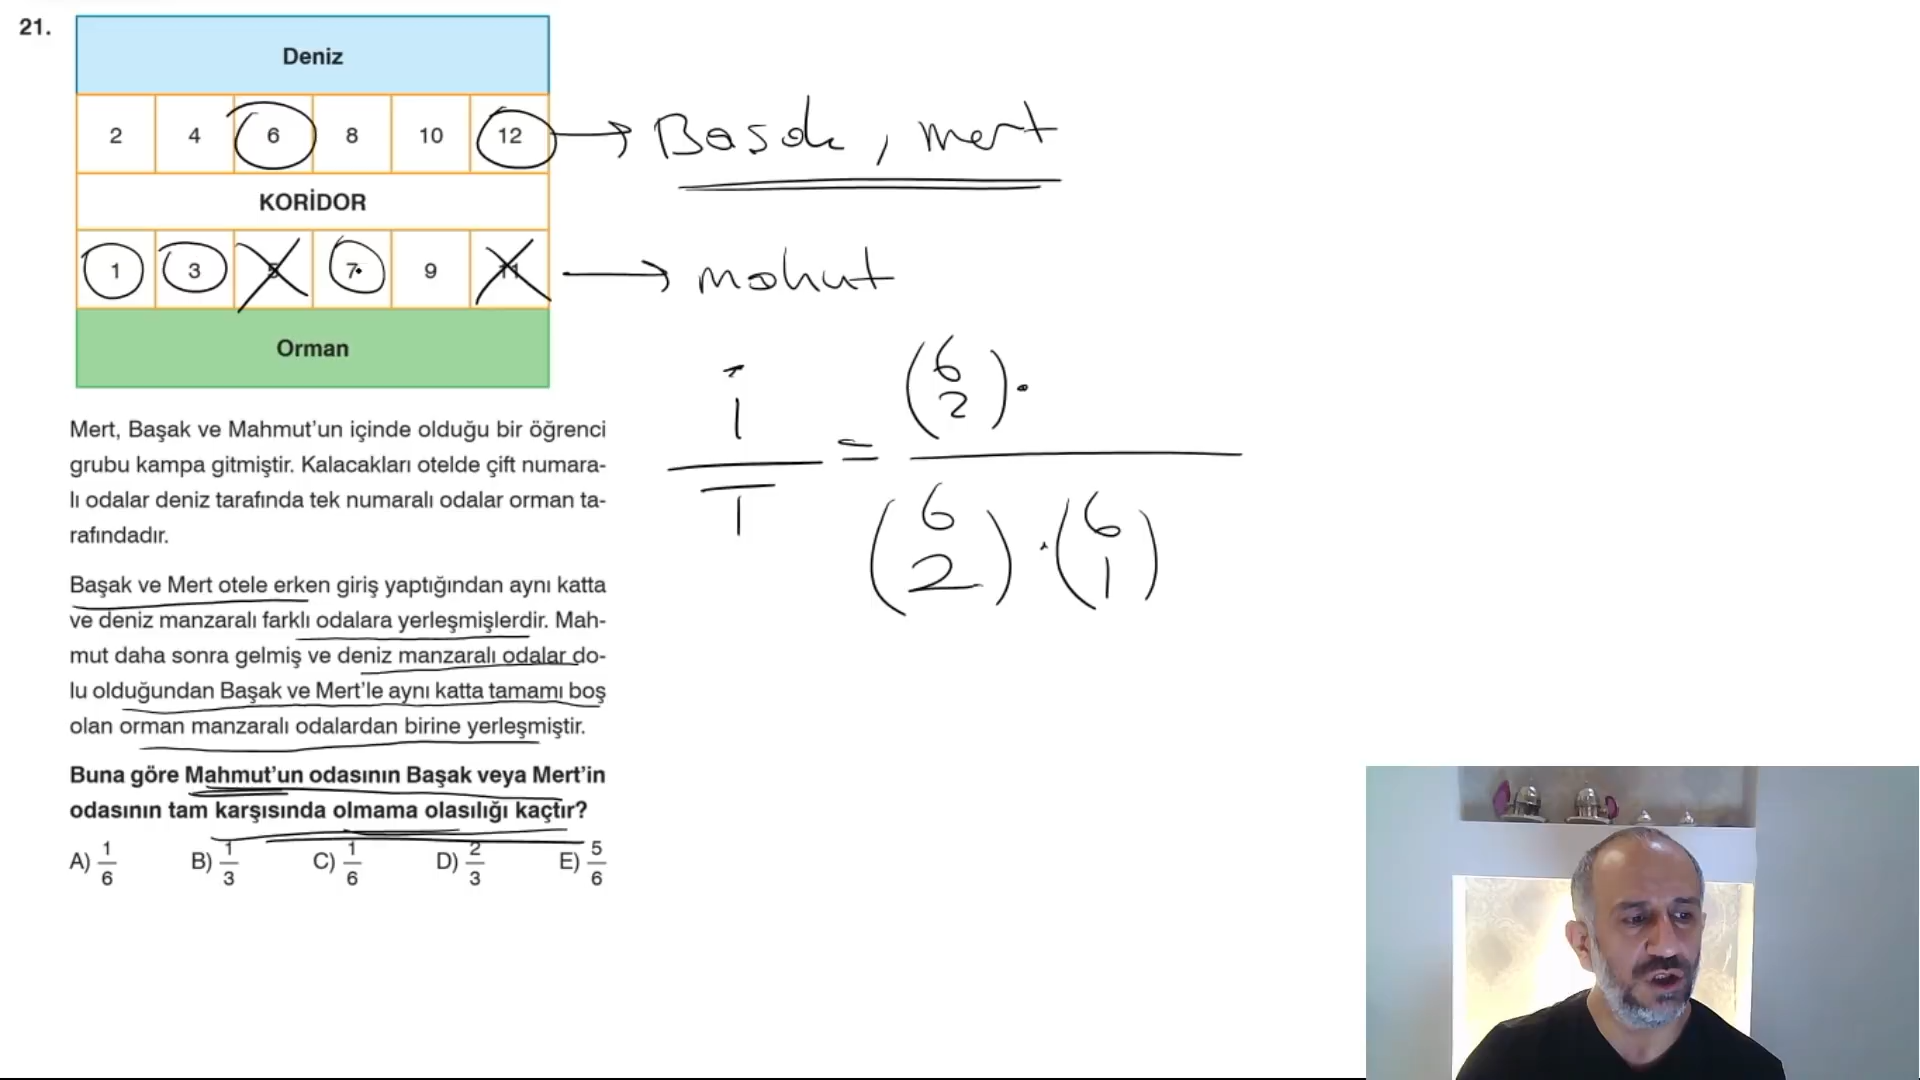 21.
Deniz
2 4 6 8 10 12
Basak, mert
KORİDOR
1 3 5 7 9 11
mahmut
Orman
(6 2) ·
=
(6 2) · (6 1)
Mert, Başak ve Mahmut’un içinde olduğu bir öğrenci
grubu kampa gitmiştir. Kalacakları otelde çift numara-
lı odalar deniz tarafında tek numaralı odalar orman ta-
rafındadır.
Başak ve Mert otele erken giriş yaptığından aynı katta
ve deniz manzaralı farklı odalara yerleşmişlerdir. Mah-
mut daha sonra gelmiş ve deniz manzaralı odalar do-
lu olduğundan Başak ve Mert’le aynı katta tamamı boş
olan orman manzaralı odalardan birine yerleşmiştir.
Buna göre Mahmut’un odasının Başak veya Mert’in
odasının tam karşısında olmama olasılığı kaçtır?
A) 1/6 B) 1/3 C) 1/6 D) 2/3 E) 5/6